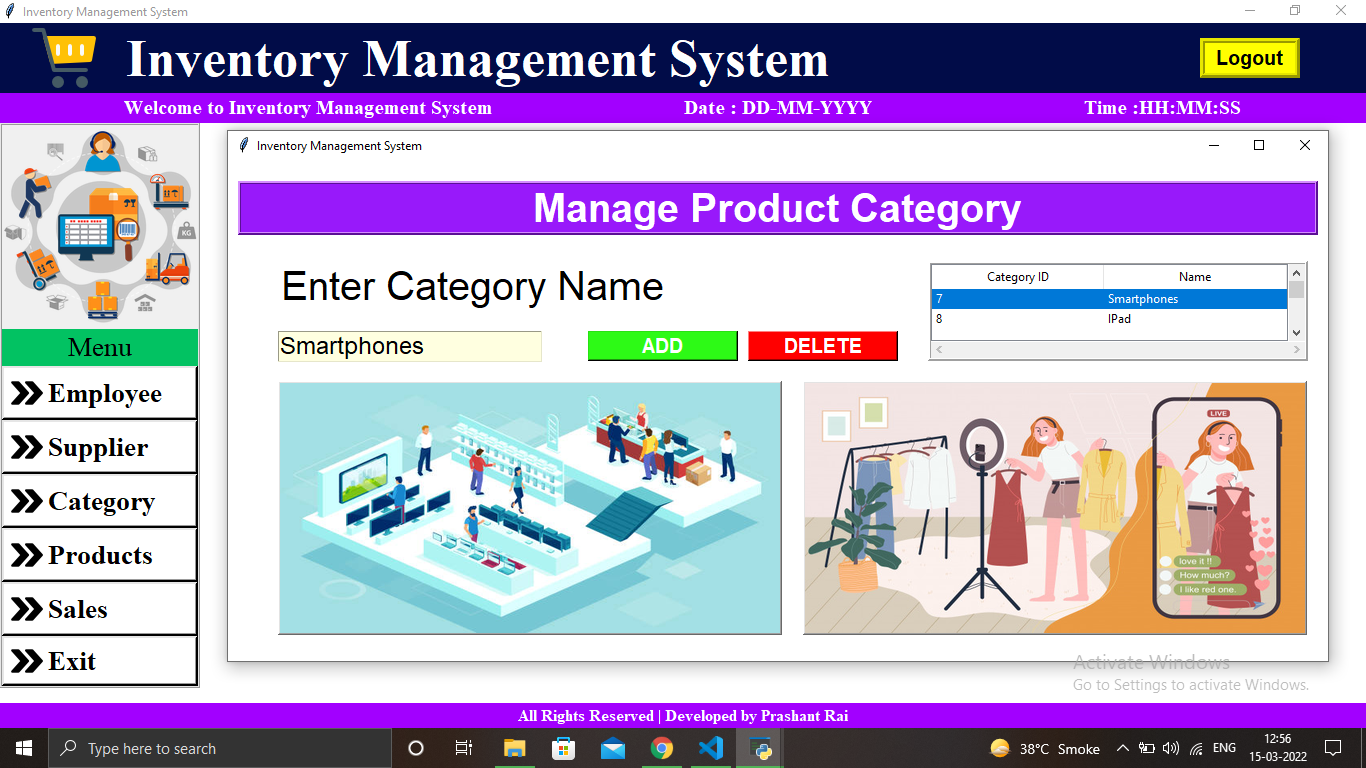 Inventory Management System
Inventory Management System
Logout
Welcome to Inventory Management System Date : DD-MM-YYYY Time :HH:MM:SS
Inventory Management System
Manage Product Category
Enter Category Name
Category ID Name
7 Smartphones
8 IPad
Smartphones ADD DELETE
LIVE
love it !!
How much?
I like red one.
KG
Menu
Employee
Supplier
Category
Products
Sales
Exit
Activate Windows
Go to Settings to activate Windows.
All Rights Reserved | Developed by Prashant Rai
Type here to search
38°C Smoke
ENG
12:56
15-03-2022